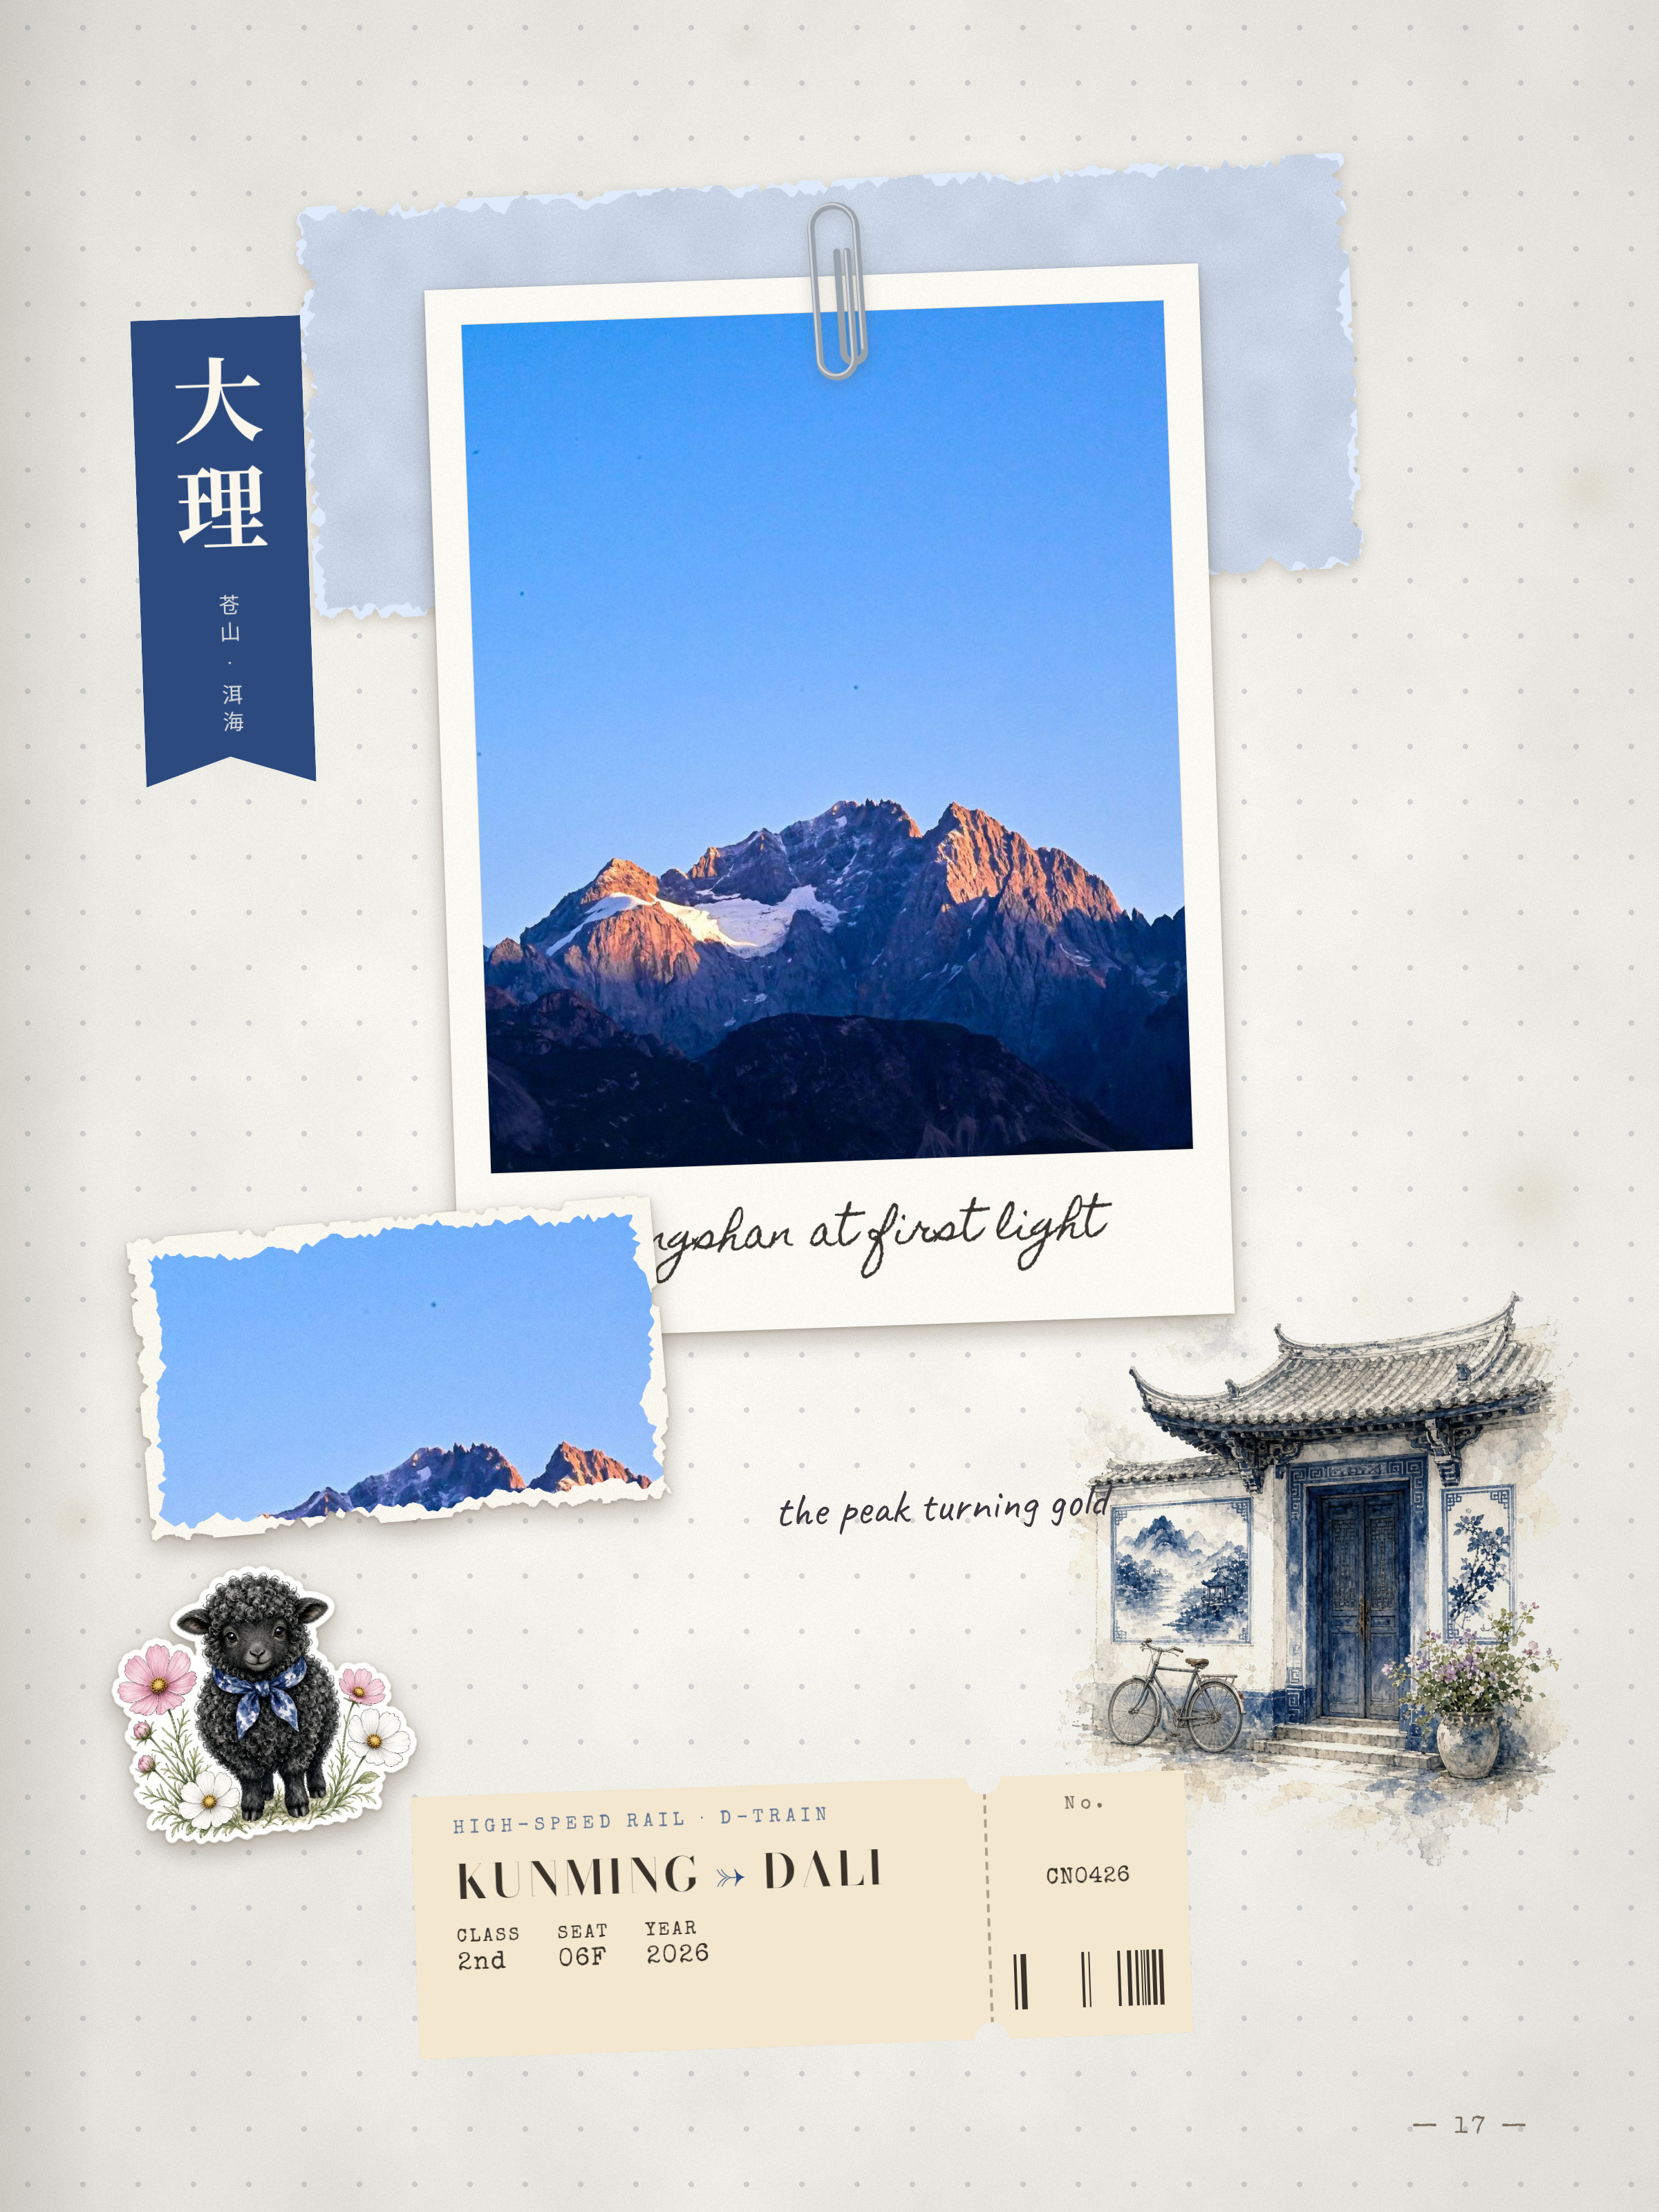 大理
苍山 · 洱海
ngshan at first light
the peak turning gold
HIGH-SPEED RAIL · D-TRAIN
KUNMING ➳ DALI
CLASS SEAT YEAR
2nd 06F 2026
No.
CN0426
— 17 —